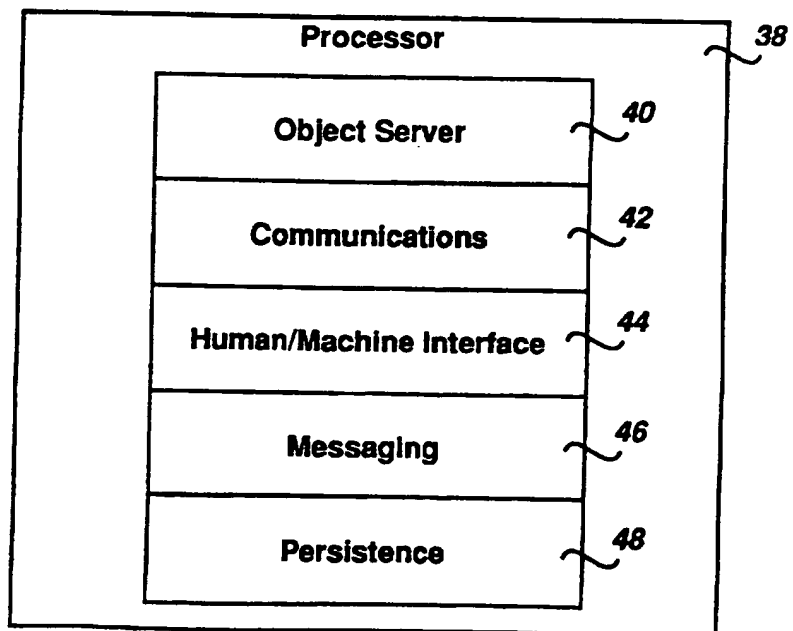 Processor 38
Object Server 40
Communications 42
Human/Machine Interface 44
Messaging 46
Persistence 48